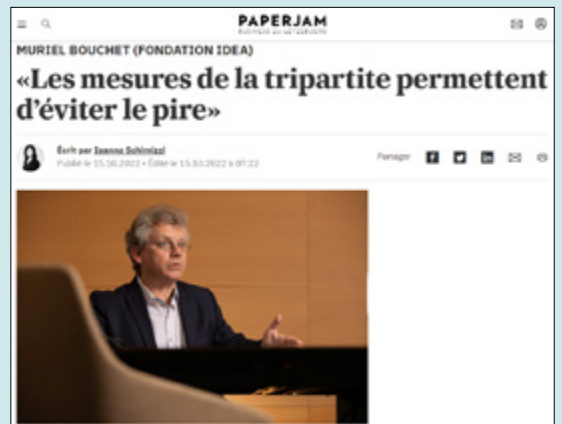 PAPERJAM
MURIEL BOUCHET (FONDATION IDEA)
«Les mesures de la tripartite permettent
d'éviter le pire»
Écrit par Ioanna Schimizzi
Publié le 15.10.2022 • Édité le 15.10.2022 à 07:22
Partager